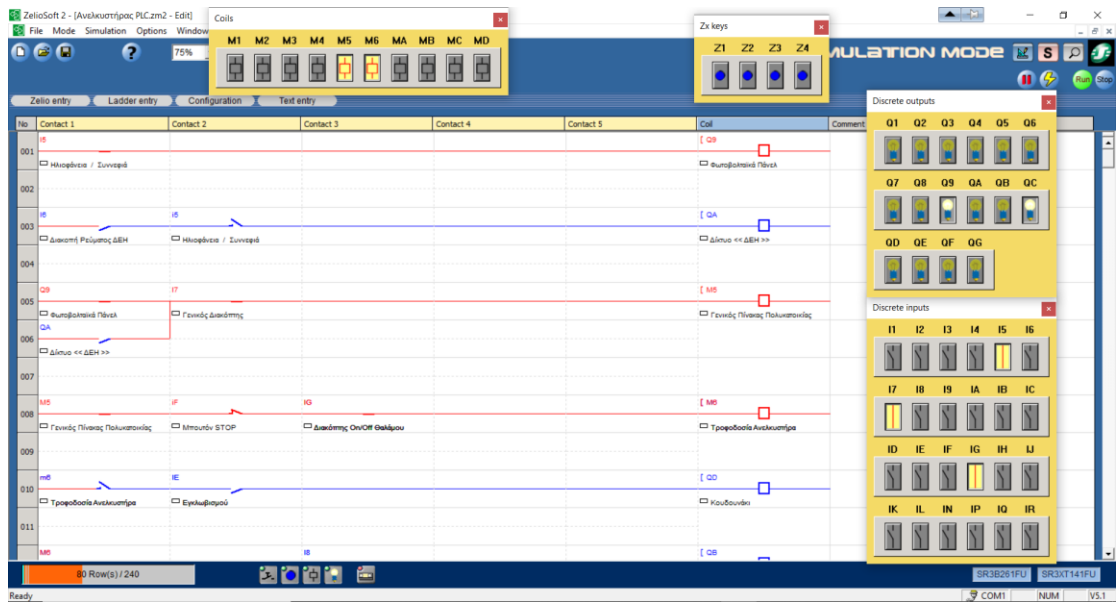 ZelioSoft 2 - [Ανελκυστήρας PLC.zm2 - Edit]
File Mode Simulation Options Window
75%
Coils
M1 M2 M3 M4 M5 M6 MA MB MC MD
Zx keys
Z1 Z2 Z3 Z4
MULATION MODE
S
Run Stop
Zelio entry Ladder entry Configuration Text entry
No Contact 1 Contact 2 Contact 3 Contact 4 Contact 5 Coil Comment
I5 [ Q9
001
Ηλιοφάνεια / Συννεφιά Φωτοβολταϊκά Πάνελ
002
I6 i5 [ QA
003
Διακοπή Ρεύματος ΔΕΗ Ηλιοφάνεια / Συννεφιά Δίκτυο << ΔΕΗ >>
004
Q9 I7 [ M5
005
Φωτοβολταϊκά Πάνελ Γενικός Διακόπτης Γενικός Πίνακας Πολυκατοικίας
QA
006
Δίκτυο << ΔΕΗ >>
007
M5 iF IG [ M6
008
Γενικός Πίνακας Πολυκατοικίας Μπουτόν STOP Διακόπτης On/Off Θαλάμου Τροφοδοσία Ανελκυστήρα
009
m6 IE [ QD
010
Τροφοδοσία Ανελκυστήρα Εγκλωβισμού Κουδουνάκι
011
M6 I8 [ QB
Discrete outputs
Q1 Q2 Q3 Q4 Q5 Q6
Q7 Q8 Q9 QA QB QC
QD QE QF QG
Discrete inputs
I1 I2 I3 I4 I5 I6
I7 I8 I9 IA IB IC
ID IE IF IG IH IJ
IK IL IN IP IQ IR
80 Row(s) / 240
SR3B261FU SR3XT141FU
Ready COM1 NUM V5.1